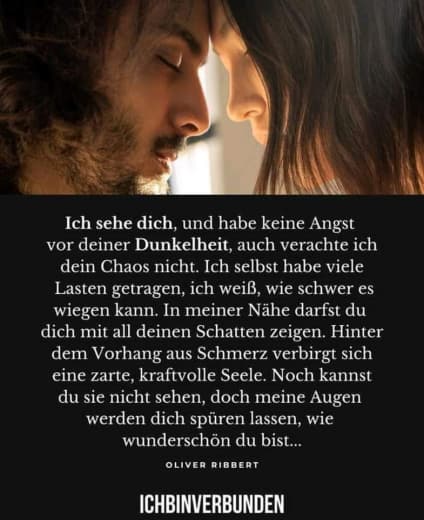 Ich sehe dich, und habe keine Angst
vor deiner Dunkelheit, auch verachte ich
dein Chaos nicht. Ich selbst habe viele
Lasten getragen, ich weiß, wie schwer es
wiegen kann. In meiner Nähe darfst du
dich mit all deinen Schatten zeigen. Hinter
dem Vorhang aus Schmerz verbirgt sich
eine zarte, kraftvolle Seele. Noch kannst
du sie nicht sehen, doch meine Augen
werden dich spüren lassen, wie
wunderschön du bist...
OLIVER RIBBERT
ICHBINVERBUNDEN